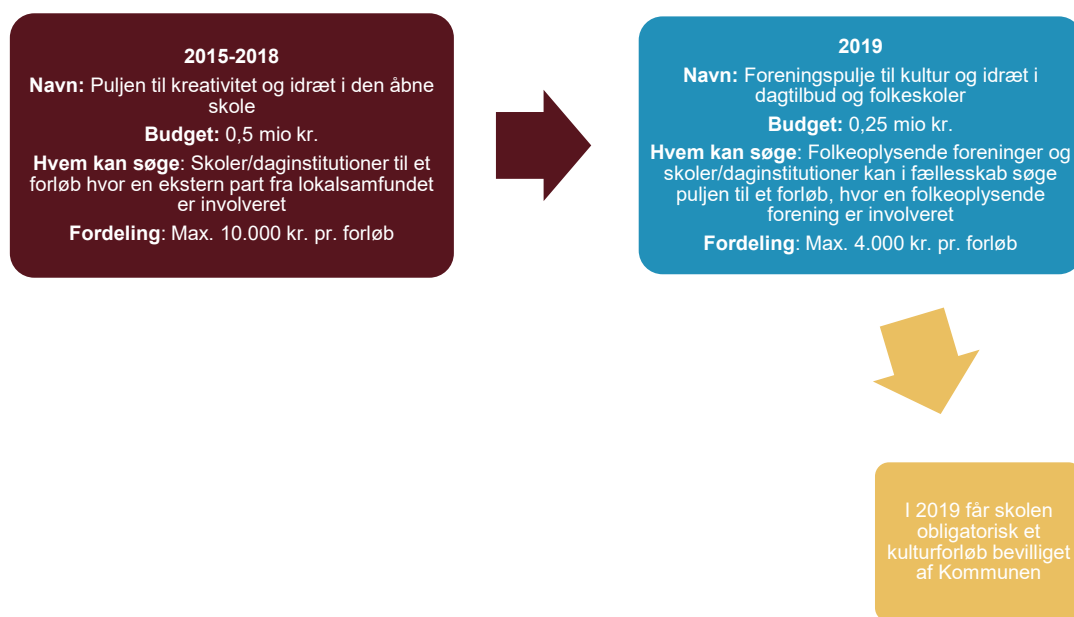 2015-2018
Navn: Puljen til kreativitet og idræt i den åbne
skole
Budget: 0,5 mio kr.
Hvem kan søge: Skoler/daginstitutioner til et
forløb hvor en ekstern part fra lokalsamfundet
er involveret
Fordeling: Max. 10.000 kr. pr. forløb
2019
Navn: Foreningspulje til kultur og idræt i
dagtilbud og folkeskoler
Budget: 0,25 mio kr.
Hvem kan søge: Folkeoplysende foreninger og
skoler/daginstitutioner kan i fællesskab søge
puljen til et forløb, hvor en folkeoplysende
forening er involveret
Fordeling: Max. 4.000 kr. pr. forløb
I 2019 får skolen
obligatorisk et
kulturforløb bevilliget
af Kommunen